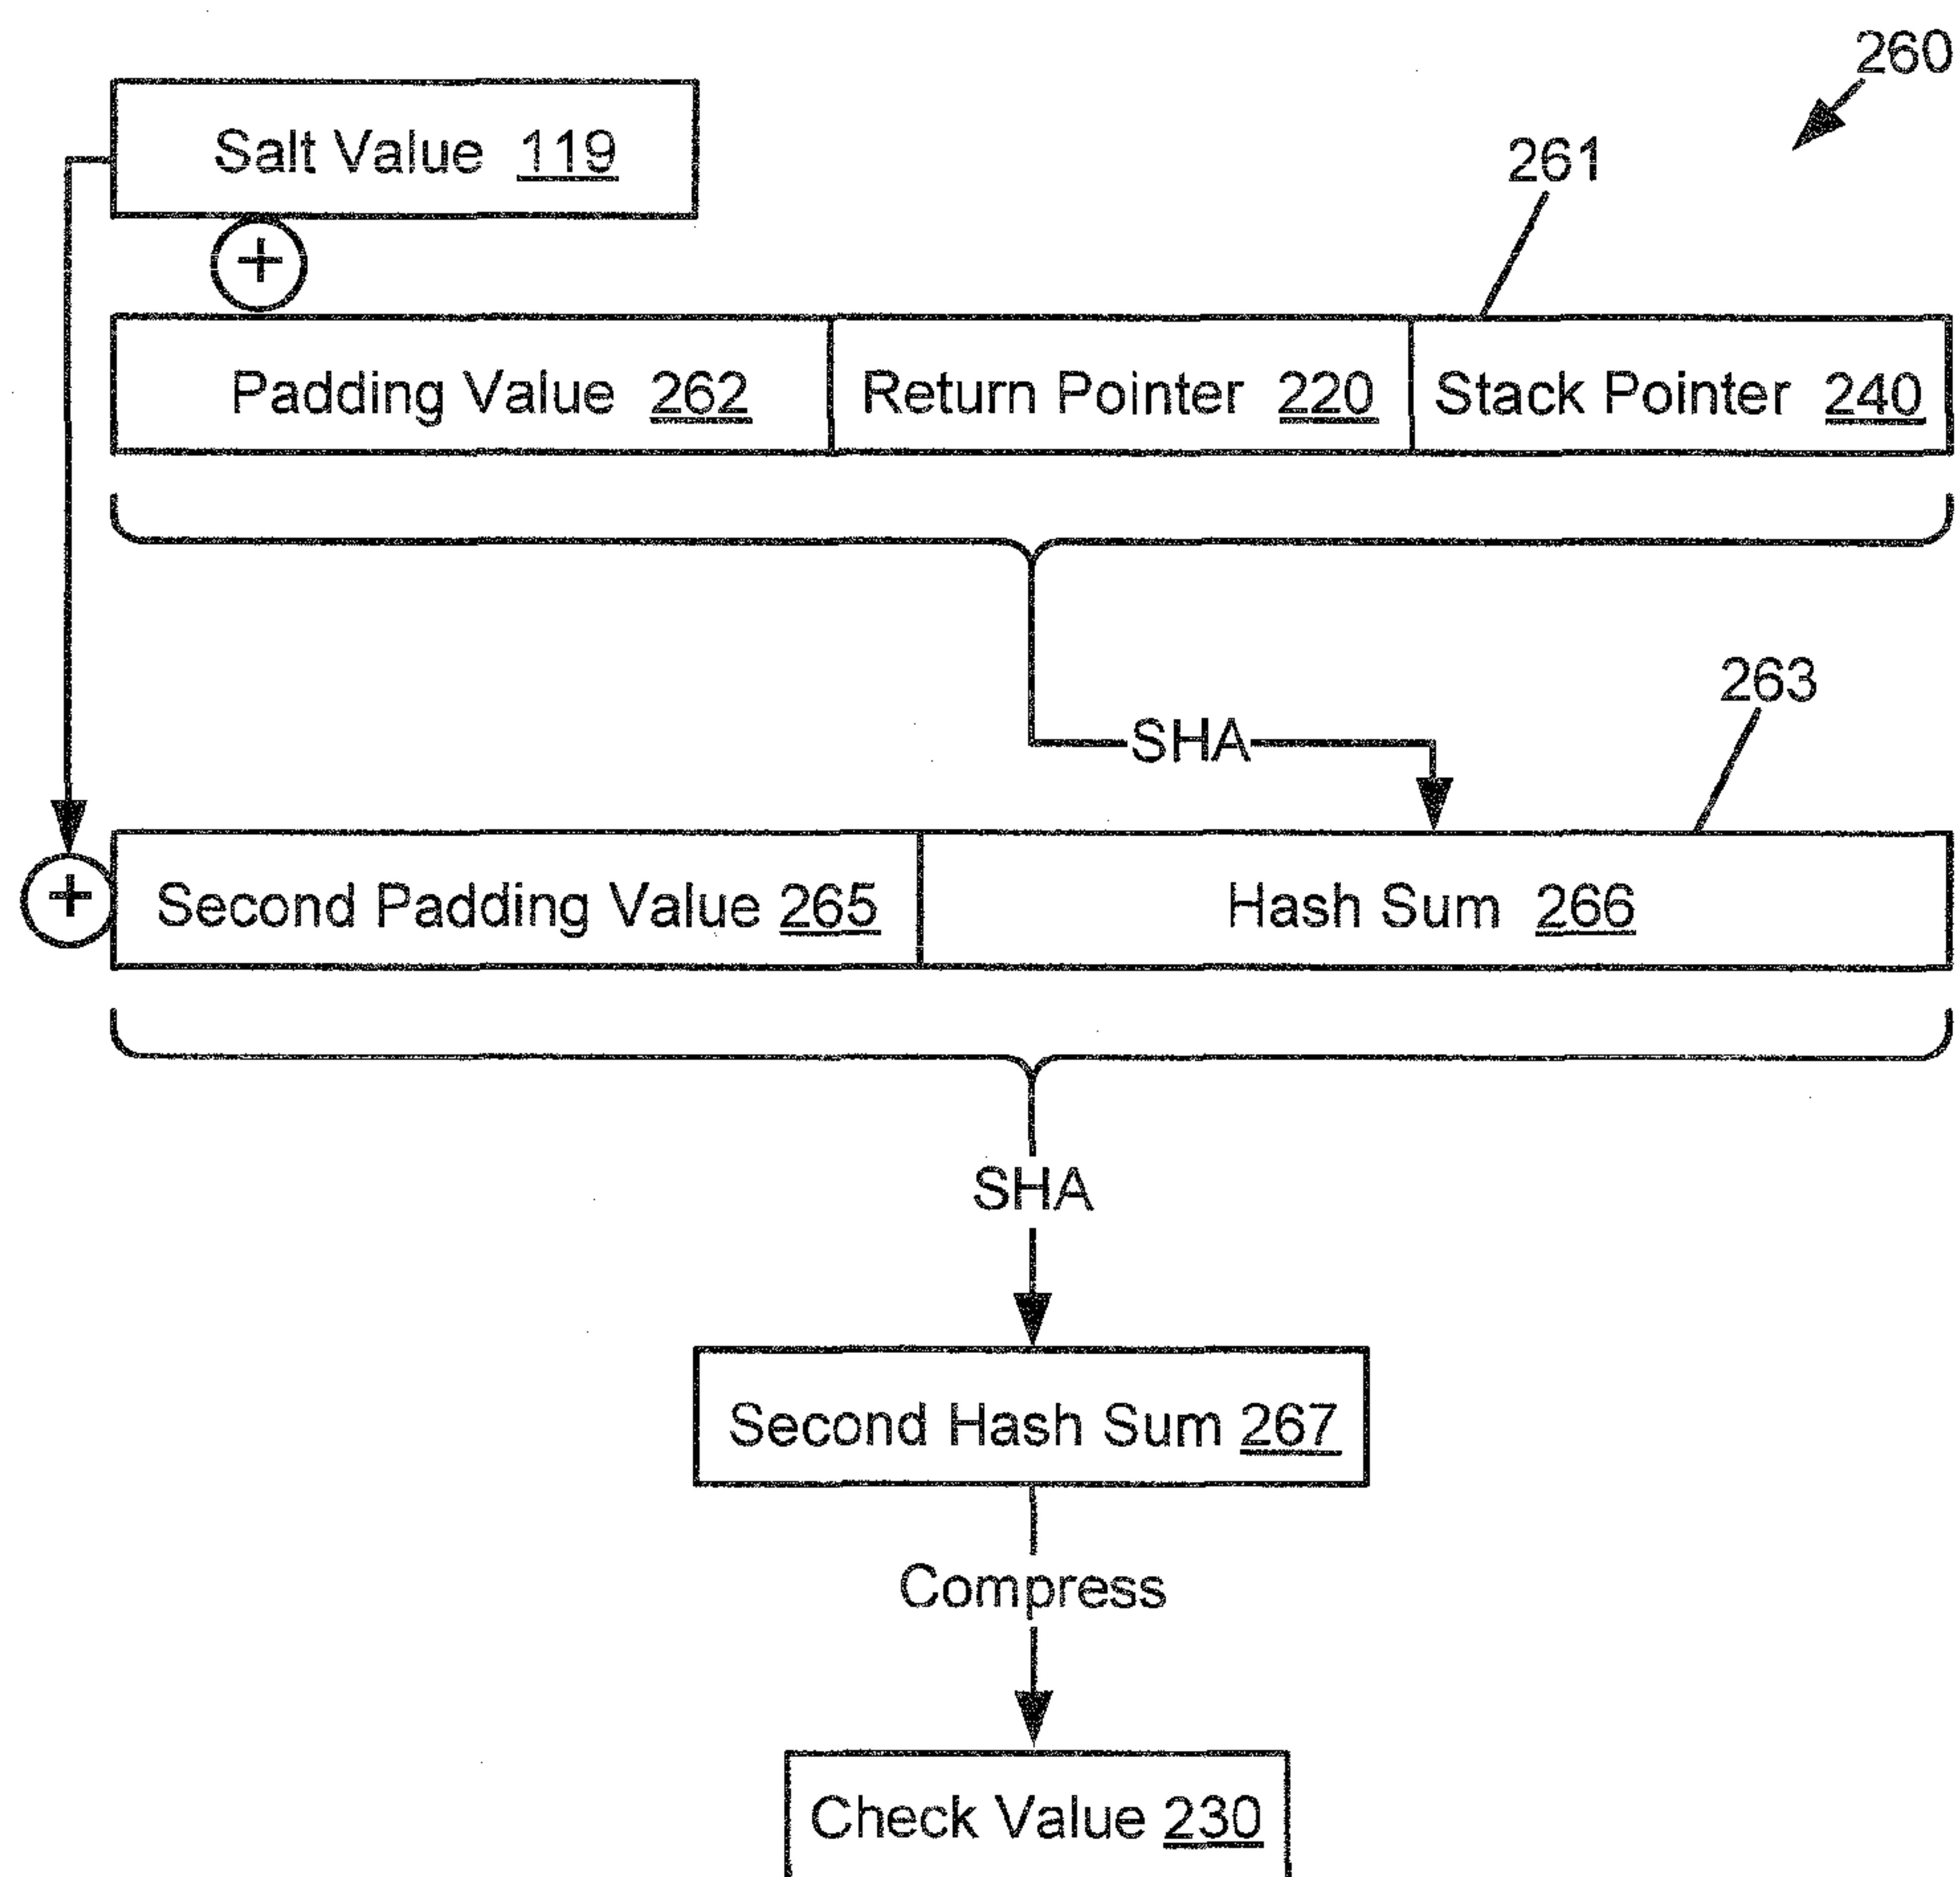 260
Salt Value 119
261
+
Padding Value 262 Return Pointer 220 Stack Pointer 240
263
SHA
+ Second Padding Value 265 Hash Sum 266
SHA
Second Hash Sum 267
Compress
Check Value 230